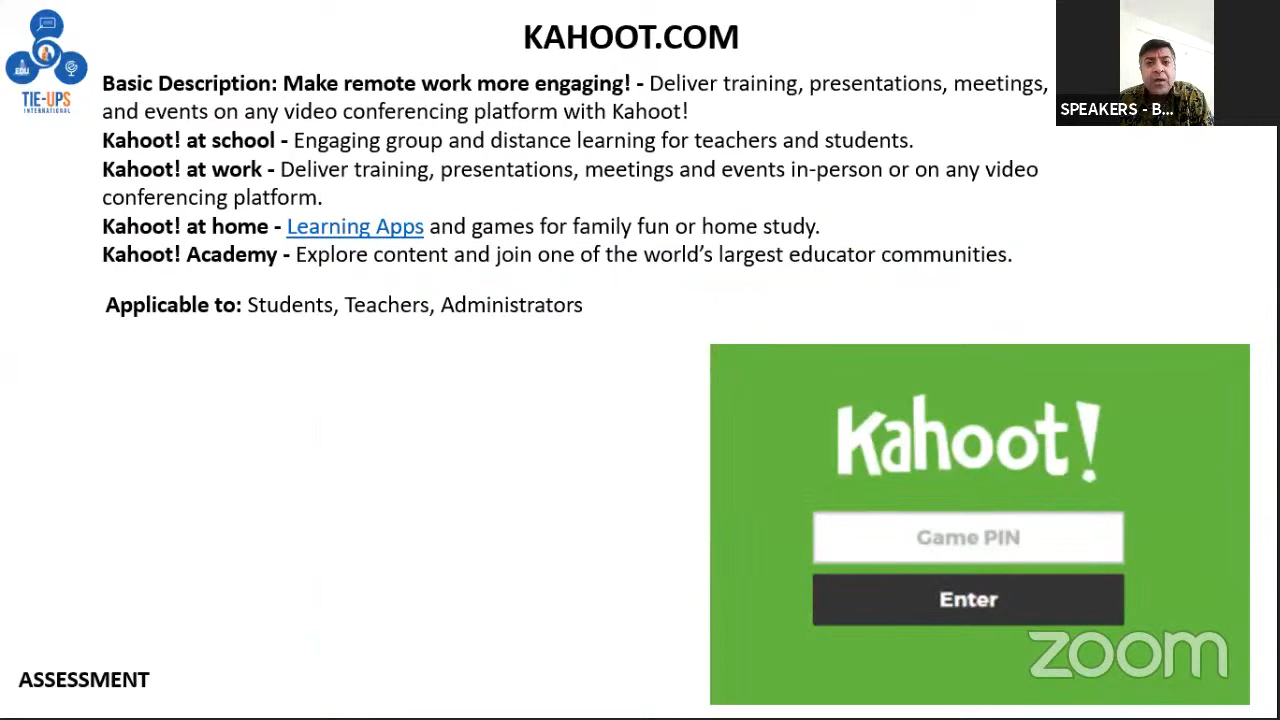 KAHOOT.COM
EDU
TIE-UPS
INTERNATIONAL
SPEAKERS - B...
Basic Description: Make remote work more engaging! - Deliver training, presentations, meetings,
and events on any video conferencing platform with Kahoot!
Kahoot! at school - Engaging group and distance learning for teachers and students.
Kahoot! at work - Deliver training, presentations, meetings and events in-person or on any video
conferencing platform.
Kahoot! at home - Learning Apps and games for family fun or home study.
Kahoot! Academy - Explore content and join one of the world’s largest educator communities.
Applicable to: Students, Teachers, Administrators
Kahoot!
Game PIN
Enter
zoom
ASSESSMENT